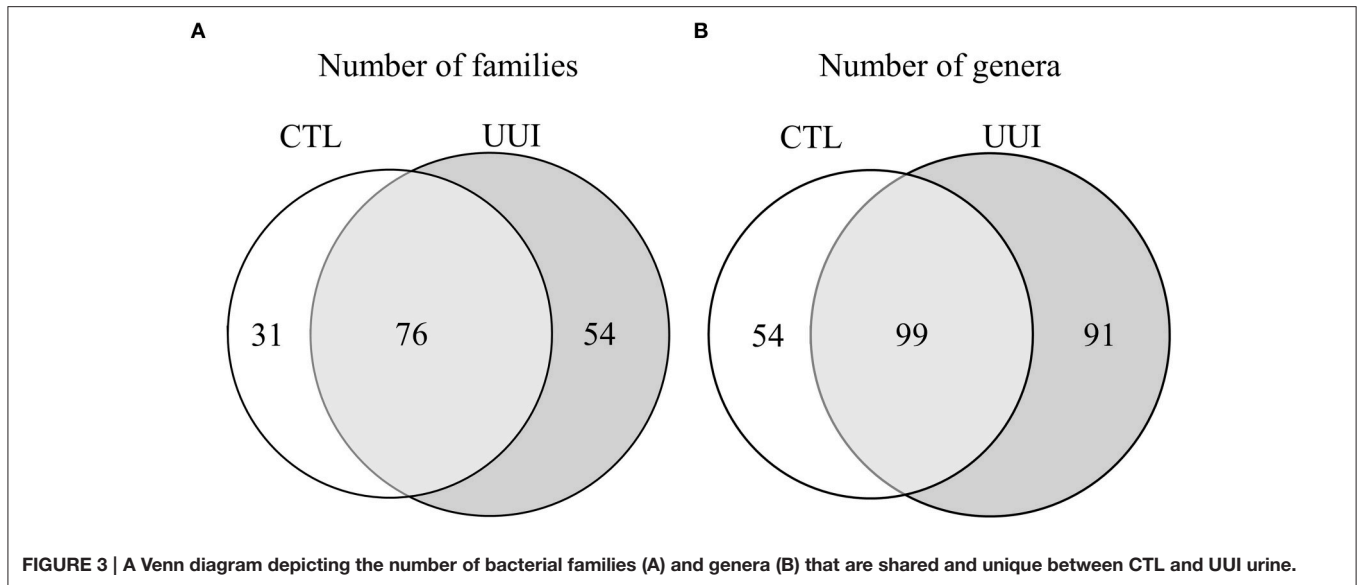 A
Number of families
CTL UUI
31 76 54
B
Number of genera
CTL UUI
54 99 91
FIGURE 3 | A Venn diagram depicting the number of bacterial families (A) and genera (B) that are shared and unique between CTL and UUI urine.